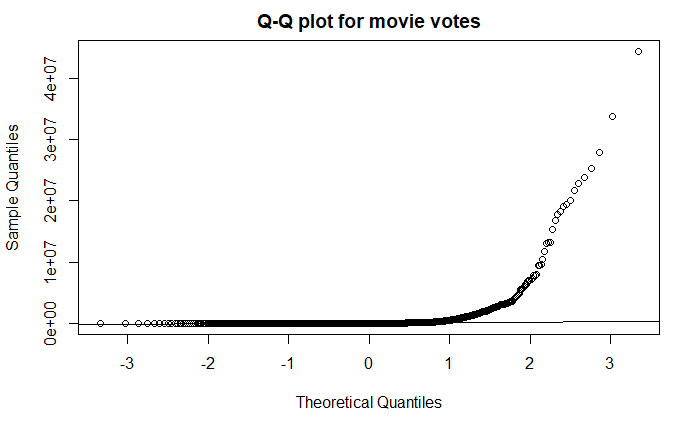 Q-Q plot for movie votes
Sample Quantiles
4e+07
3e+07
2e+07
1e+07
0e+00
-3 -2 -1 0 1 2 3
Theoretical Quantiles